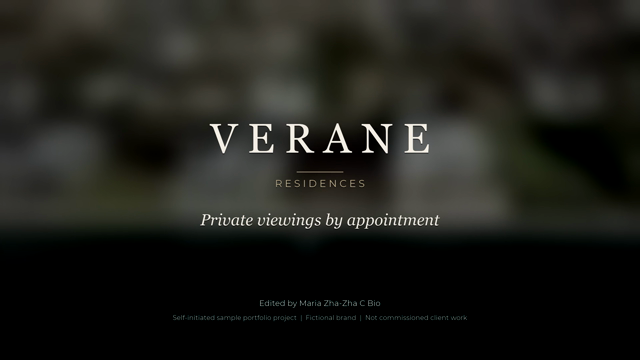 VERANE
RESIDENCES
Private viewings by appointment
Edited by Maria Zha-Zha C Bio
Self-initiated sample portfolio project | Fictional brand | Not commissioned client work